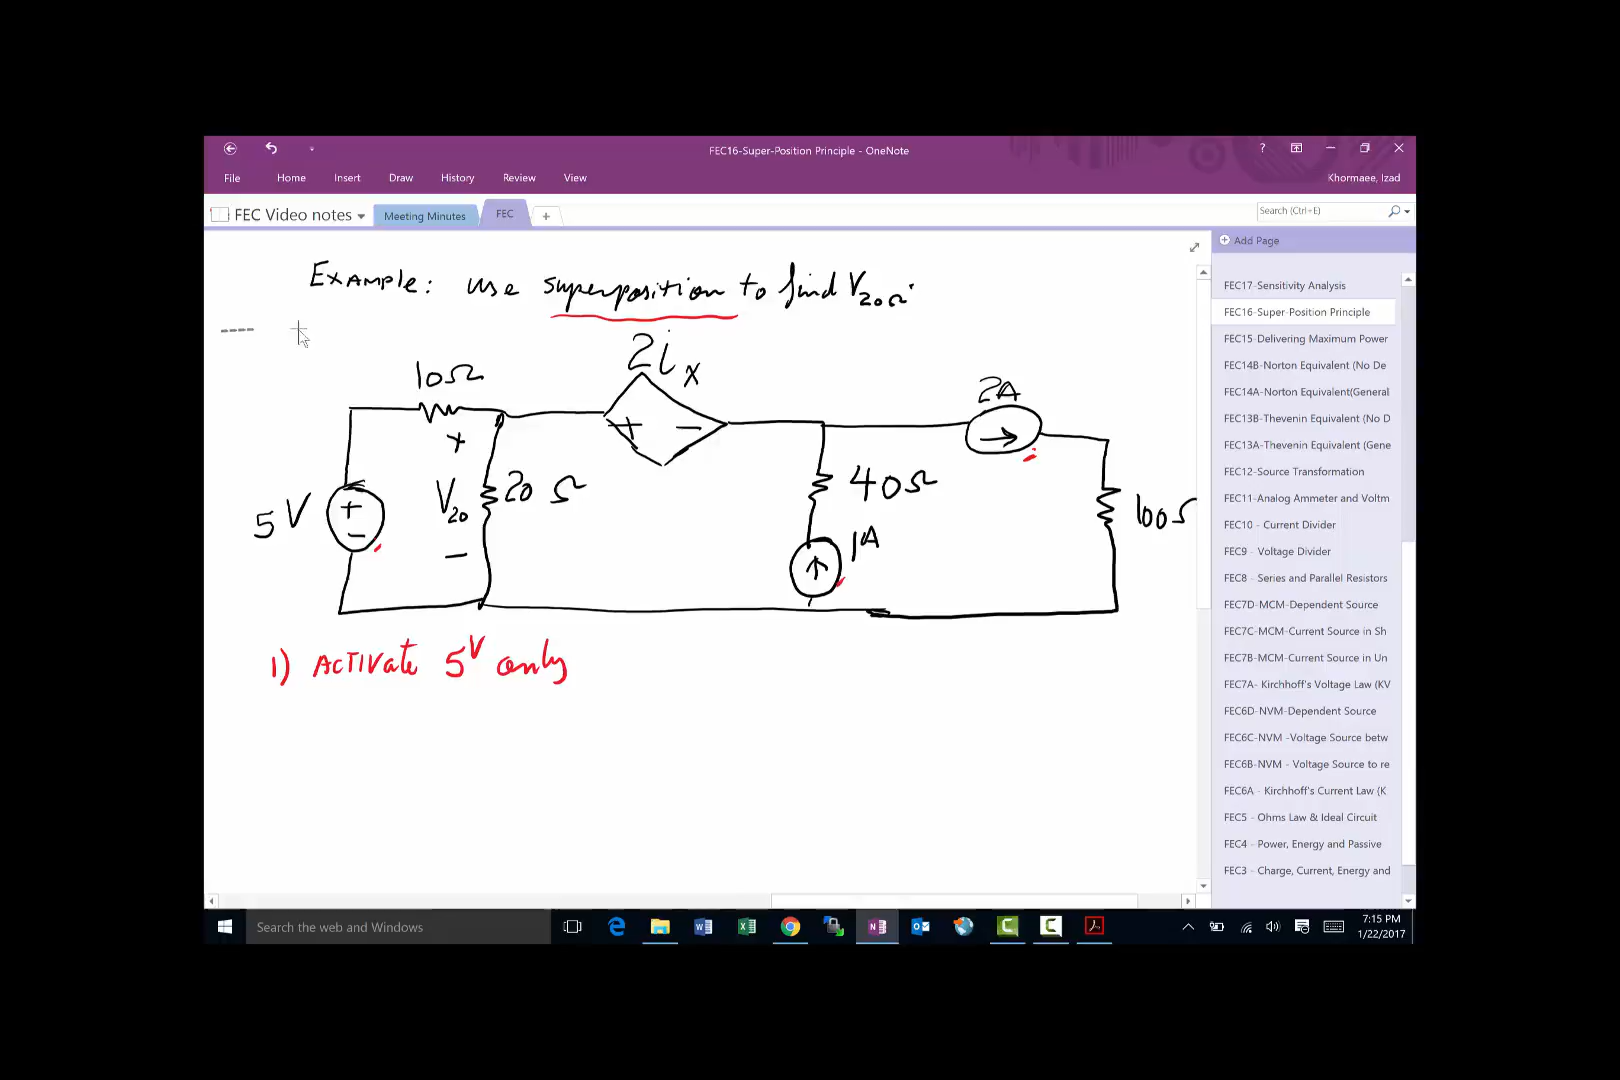 FEC16-Super-Position Principle - OneNote
?
File Home Insert Draw History Review View
Khormaee, Izad
FEC Video notes
Meeting Minutes
FEC
+
Search (Ctrl+E)
Add Page
Example: use superposition to find V20Ω.
2ix
10Ω
2A
+ -
+
V20
-
20 Ω
5V
+
-
40Ω
1A
100Ω
1) Activate 5V only
FEC17-Sensitivity Analysis
FEC16-Super-Position Principle
FEC15-Delivering Maximum Power
FEC14B-Norton Equivalent (No De
FEC14A-Norton Equivalent(General
FEC13B-Thevenin Equivalent (No D
FEC13A-Thevenin Equivalent (Gene
FEC12-Source Transformation
FEC11-Analog Ammeter and Voltm
FEC10 - Current Divider
FEC9 - Voltage Divider
FEC8 - Series and Parallel Resistors
FEC7D-MCM-Dependent Source
FEC7C-MCM-Current Source in Sh
FEC7B-MCM-Current Source in Un
FEC7A- Kirchhoff's Voltage Law (KV
FEC6D-NVM-Dependent Source
FEC6C-NVM -Voltage Source betw
FEC6B-NVM - Voltage Source to re
FEC6A - Kirchhoff's Current Law (K
FEC5 - Ohms Law & Ideal Circuit
FEC4 - Power, Energy and Passive
FEC3 - Charge, Current, Energy and
Search the web and Windows
7:15 PM
1/22/2017